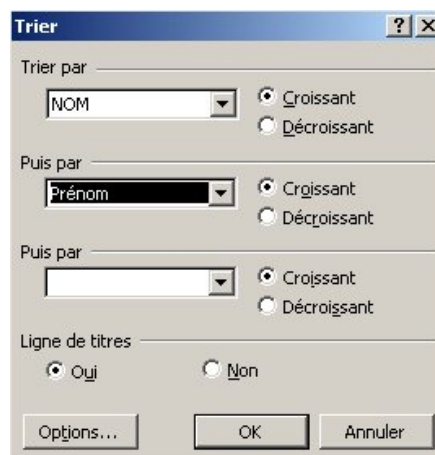 Trier
Trier par
NOM
Croissant
Décroissant
Puis par
Prénom
Croissant
Décroissant
Puis par
Croissant
Décroissant
Ligne de titres
Oui
Non
Options...
OK
Annuler